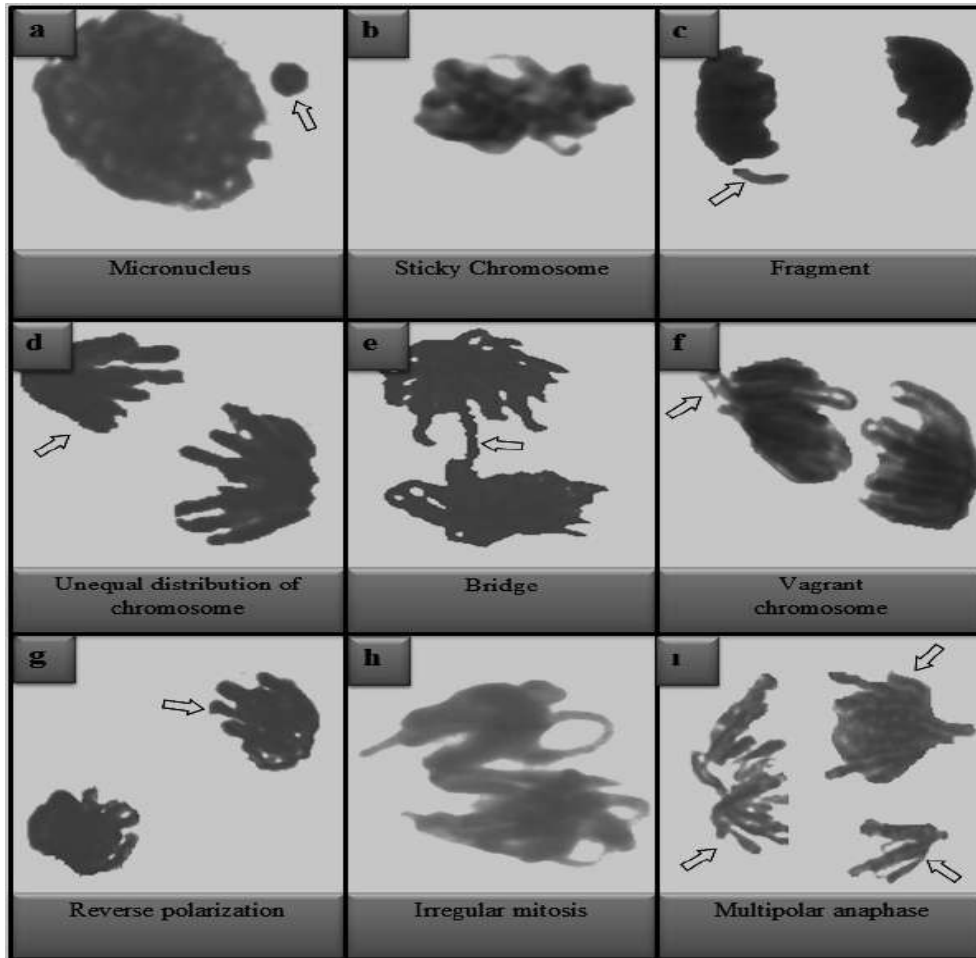 a
b
c
Micronucleus
Sticky Chromosome
Fragment
d
e
f
Unequal distribution of
chromosome
Bridge
Vagrant
chromosome
g
h
ı
Reverse polarization
Irregular mitosis
Multipolar anaphase